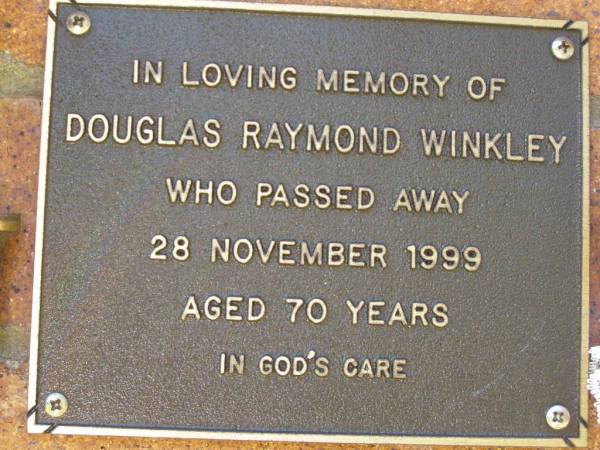 IN LOVING MEMORY OF
DOUGLAS RAYMOND WINKLEY
WHO PASSED AWAY
28 NOVEMBER 1999
AGED 70 YEARS
IN GOD'S CARE